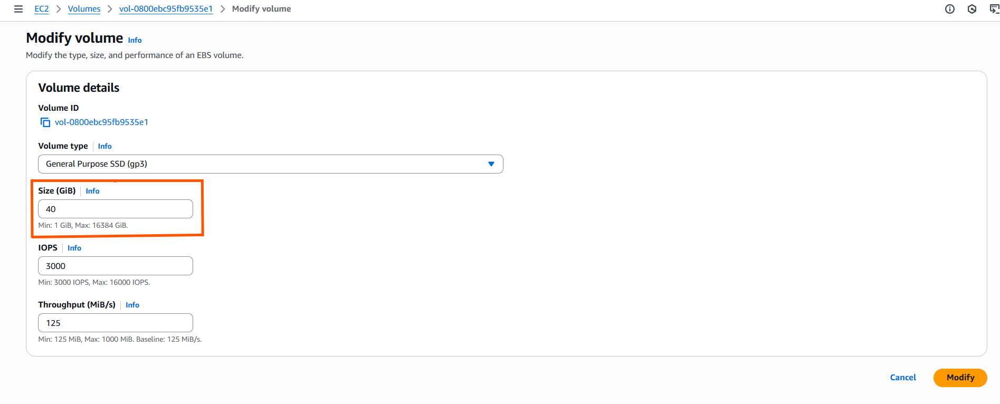 EC2 > Volumes > vol-0800ebc95fb9535e1 > Modify volume
Modify volume Info
Modify the type, size, and performance of an EBS volume.
Volume details
Volume ID
vol-0800ebc95fb9535e1
Volume type | Info
General Purpose SSD (gp3)
Size (GiB) | Info
40
Min: 1 GiB, Max: 16384 GiB.
IOPS | Info
3000
Min: 3000 IOPS, Max: 16000 IOPS.
Throughput (MiB/s) | Info
125
Min: 125 MiB, Max: 1000 MiB. Baseline: 125 MiB/s.
Cancel Modify